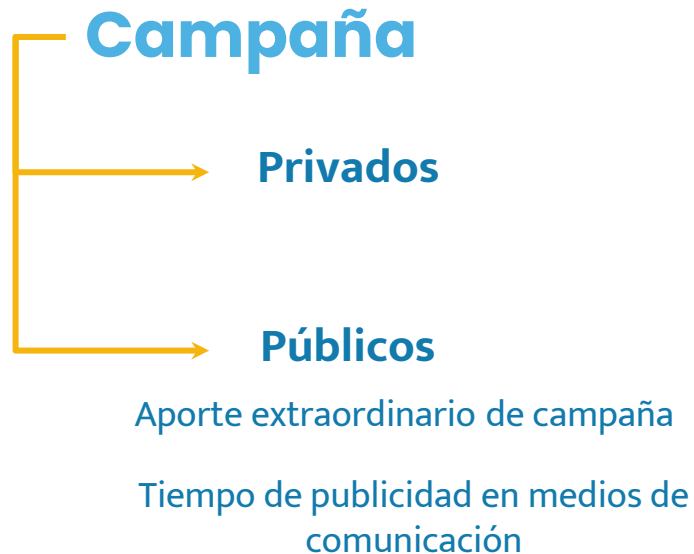 Campaña
Privados
Públicos
Aporte extraordinario de campaña
Tiempo de publicidad en medios de
comunicación